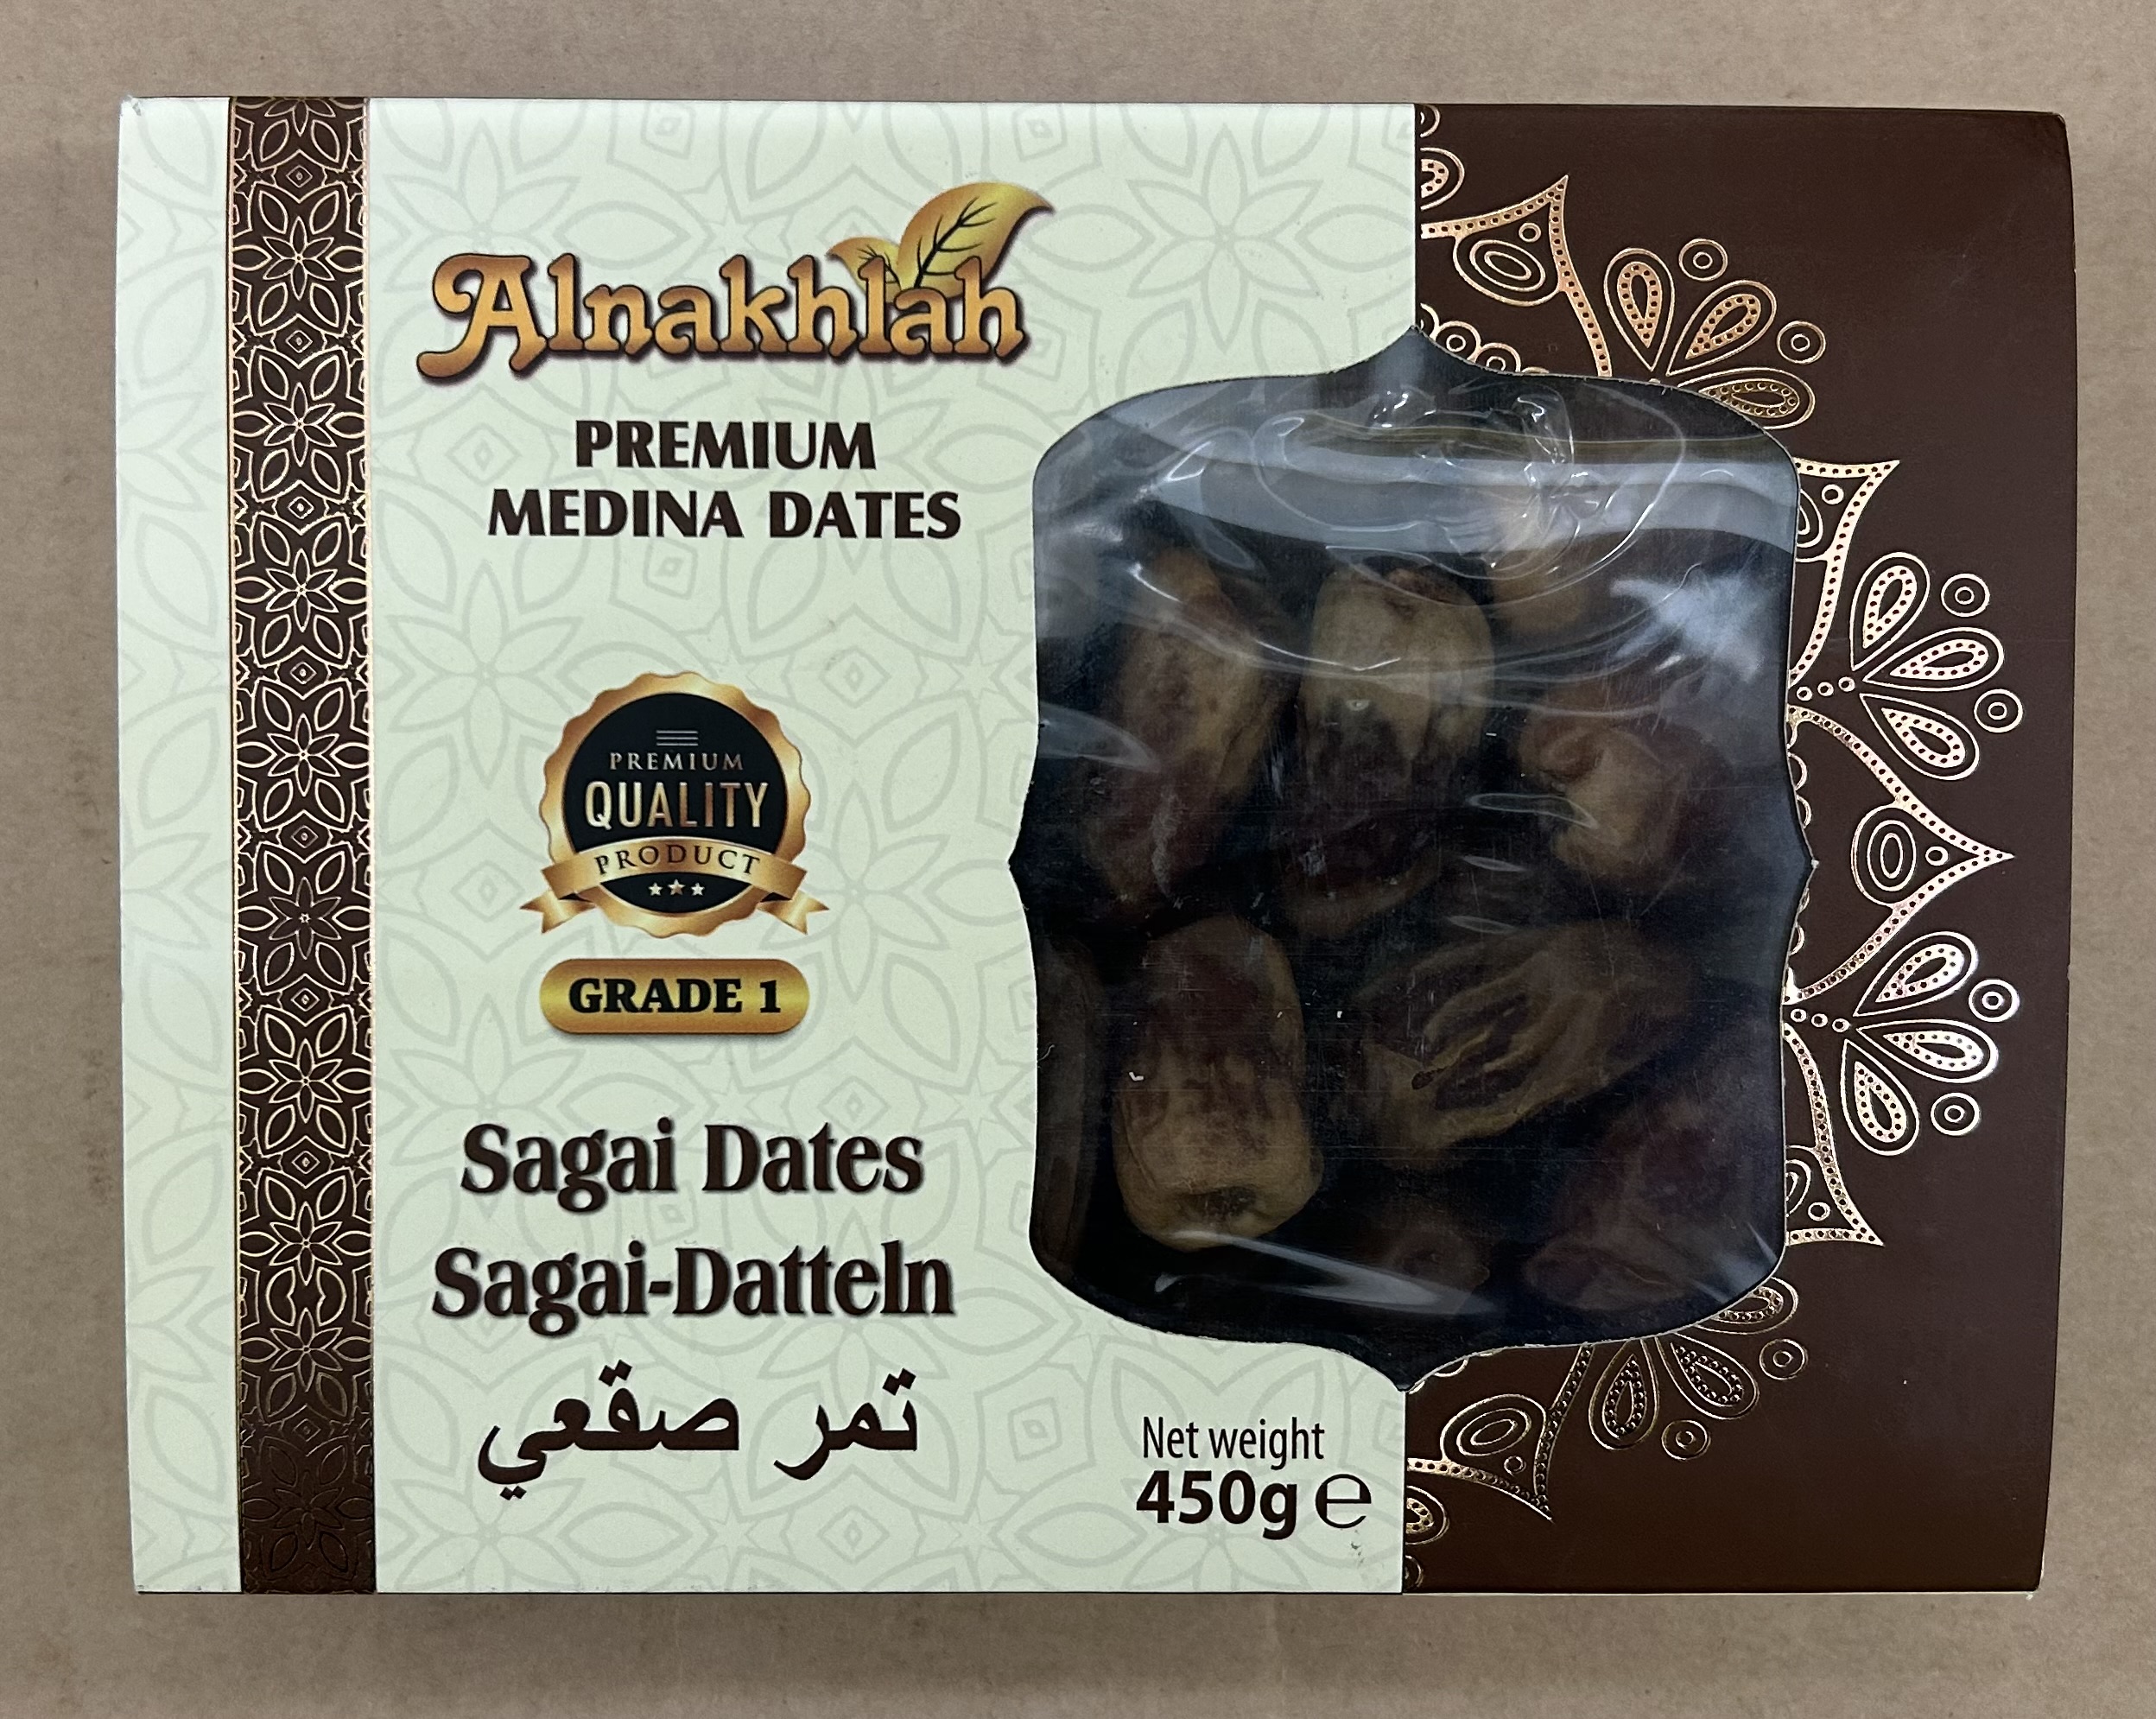 Alnakhlah
PREMIUM
MEDINA DATES
PREMIUM
QUALITY
PRODUCT
GRADE 1
Sagai Dates
Sagai-Datteln
تمر صقعي
Net weight
450g ℮